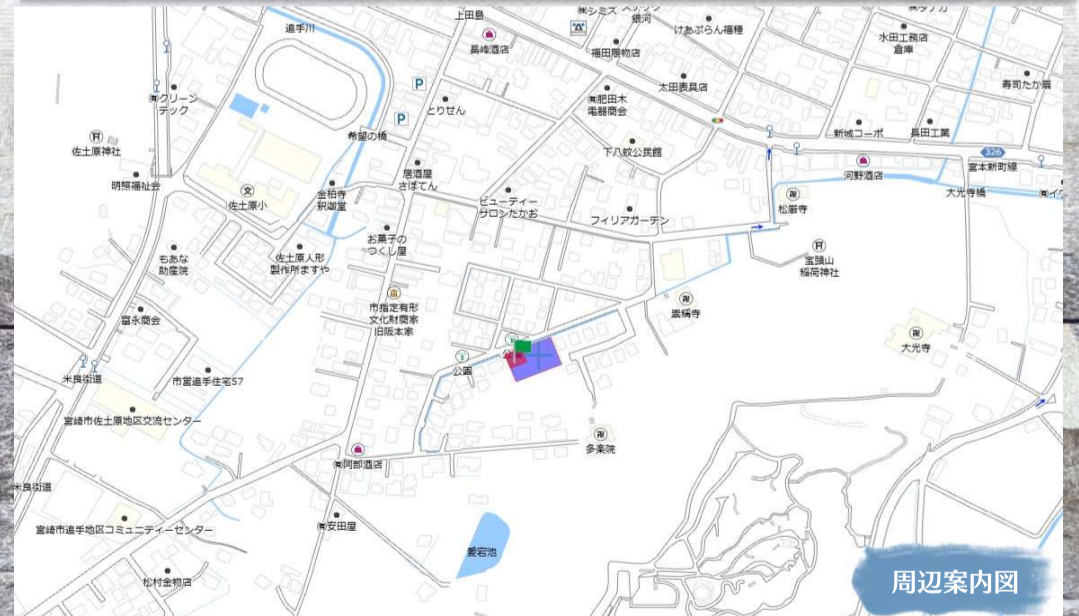 上田島
㈲シミズ
銀河
追手川
長峰酒店
福田履物店
けあぷらん福種
水田工務店
倉庫
太田表具店
寿司たか扇
P
㈲クリーン
テック
とりせん
㈲肥田木
電器商会
P
希望の橋
新城コーポ
長田工業
佐土原神社
下八畝公民館
326
宮本新町線
居酒屋
さぼてん
河野酒店
明照福祉会
金柏寺
釈迦堂
大光寺橋
佐土原小
ビューティー
サロンたかお
フィリアガーデン
松厳寺
お菓子の
つくし屋
もあな
助産院
佐土原人形
製作所ますや
宝頭山
稲荷神社
市指定有形
文化財商家
旧阪本家
崇称寺
富永商会
大光寺
公園
米良街道
市営追手住宅57
宮崎市佐土原地区交流センター
多楽院
㈲阿部酒店
米良街道
㈲安田屋
宮崎市追手地区コミュニティーセンター
愛宕池
松村金物店
周辺案内図